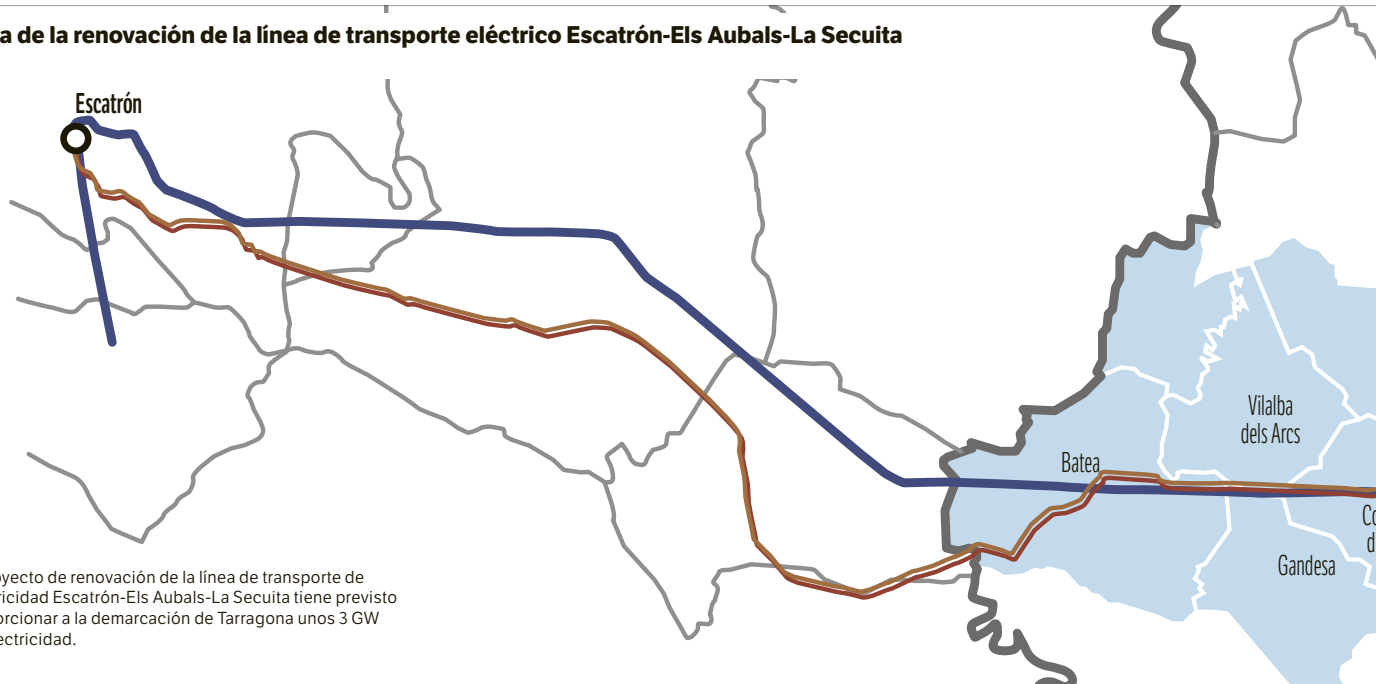 a de la renovación de la línea de transporte eléctrico Escatrón-Els Aubals-La Secuita
Escatrón
Vilalba
dels Arcs
Batea
Co
d
Gandesa
oyecto de renovación de la línea de transporte de
ricidad Escatrón-Els Aubals-La Secuita tiene previsto
orcionar a la demarcación de Tarragona unos 3 GW
ectricidad.